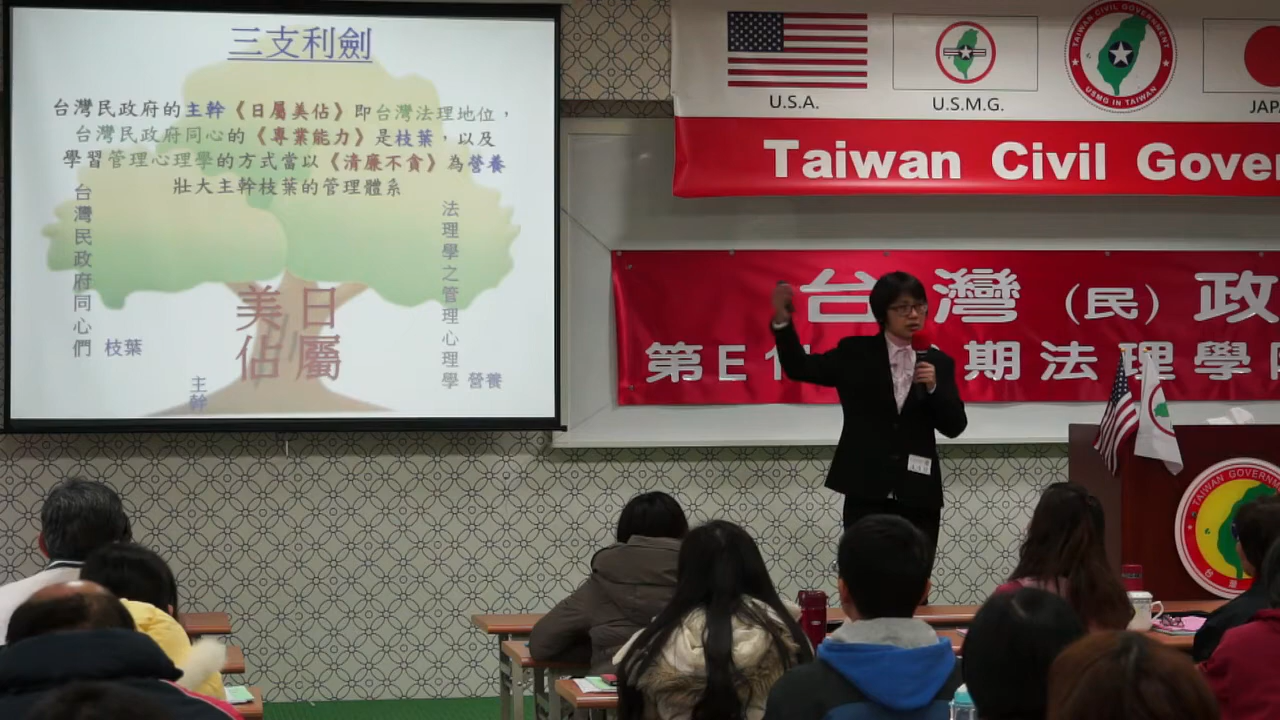 三支利劍
台灣民政府的主幹《日屬美佔》即台灣法理地位，
台灣民政府同心的《專業能力》是枝葉，以及
學習管理心理學的方式當以《清廉不貪》為營養
壯大主幹枝葉的管理體系
台灣民政府同心們
枝葉
主幹
日屬
美佔
法理學之管理心理學
營養
U.S.A.
U.S.M.G.
TAIWAN CIVIL GOVERNMENT
USMG IN TAIWAN
JAPA
Taiwan Civil Gover
台灣（民）政
第E1
期法理學
TAIWAN GOVERNMENT